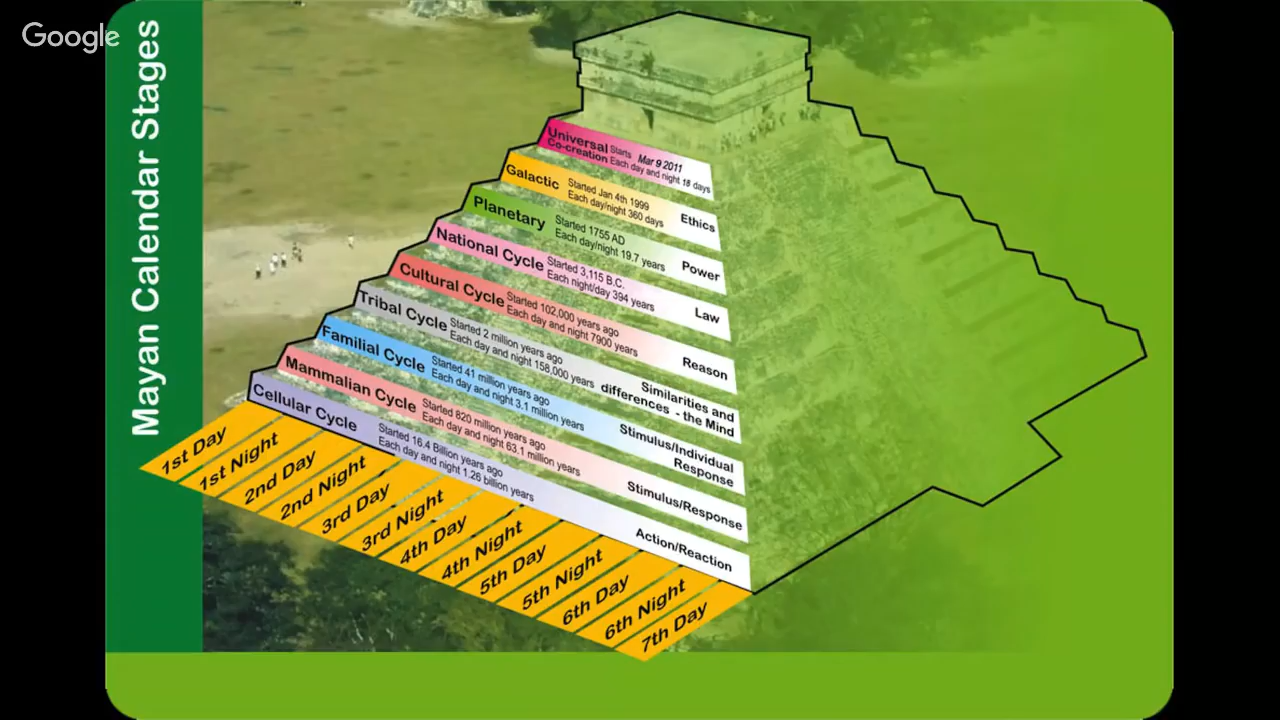 Google
Mayan Calendar Stages
Universal
Co-creation
Starts Mar 9 2011
Each day and night 18 days
Galactic
Started Jan 4th 1999
Each day/night 360 days
Ethics
Planetary
Started 1755 AD
Each day/night 19.7 years
Power
National Cycle
Started 3,115 B.C.
Each night/day 394 years
Law
Cultural Cycle
Started 102,000 years ago
Each day and night 7900 years
Reason
Tribal Cycle
Started 2 million years ago
Each day and night 158,000 years
Similarities and
differences - the Mind
Familial Cycle
Started 41 million years ago
Each day and night 3.1 million years
Stimulus/Individual
Response
Mammalian Cycle
Started 820 million years ago
Each day and night 63.1 million years
Stimulus/Response
Cellular Cycle
Started 16.4 Billion years ago
Each day and night 1.26 billion years
Action/Reaction
1st Day
1st Night
2nd Day
2nd Night
3rd Day
3rd Night
4th Day
4th Night
5th Day
5th Night
6th Day
6th Night
7th Day